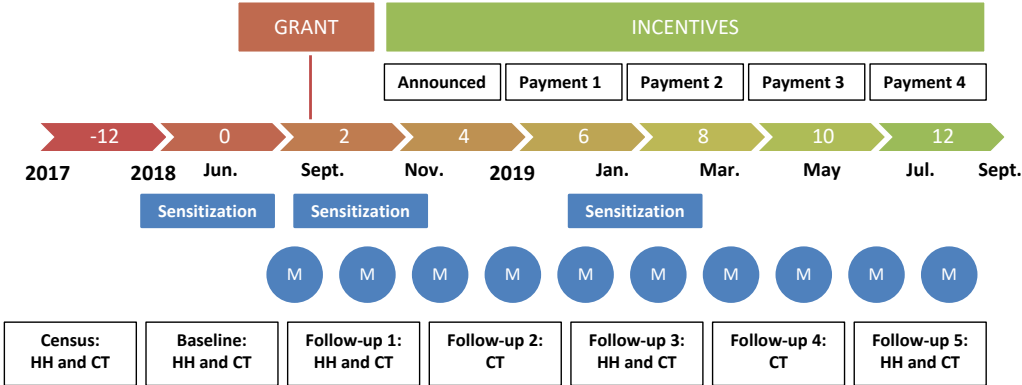 GRANT
INCENTIVES
Announced
Payment 1
Payment 2
Payment 3
Payment 4
-12
0
2
4
6
8
10
12
2017
2018
Jun.
Sept.
Nov.
2019
Jan.
Mar.
May
Jul.
Sept.
Sensitization
Sensitization
Sensitization
M
M
M
M
M
M
M
M
M
M
Census:
HH and CT
Baseline:
HH and CT
Follow-up 1:
HH and CT
Follow-up 2:
CT
Follow-up 3:
HH and CT
Follow-up 4:
CT
Follow-up 5:
HH and CT